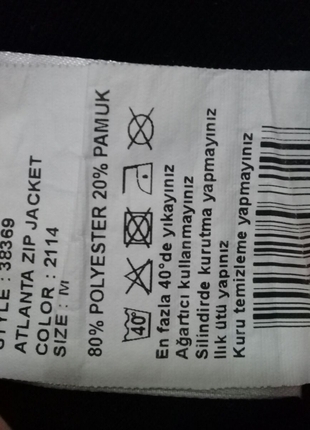 STYLE : 38369
ATLANTA ZIP JACKET
COLOR : 2114
SIZE : M
80% POLYESTER 20% PAMUK
40°
En fazla 40°de yıkayınız
Ağartıcı kullanmayınız
Silindirde kurutma yapmayınız
Ilık ütü yapınız
Kuru temizleme yapmayınız